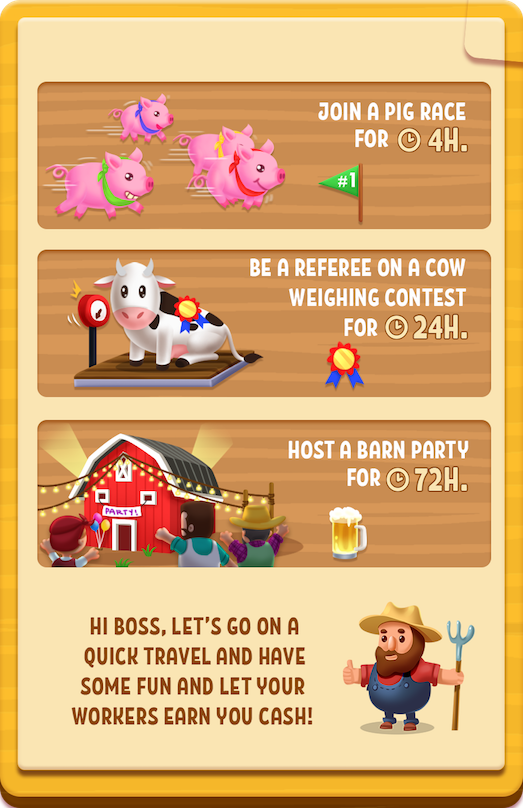 JOIN A PIG RACE
FOR 4H.
#1
BE A REFEREE ON A COW
WEIGHING CONTEST
FOR 24H.
HOST A BARN PARTY
FOR 72H.
PARTY!
HI BOSS, LET'S GO ON A
QUICK TRAVEL AND HAVE
SOME FUN AND LET YOUR
WORKERS EARN YOU CASH!